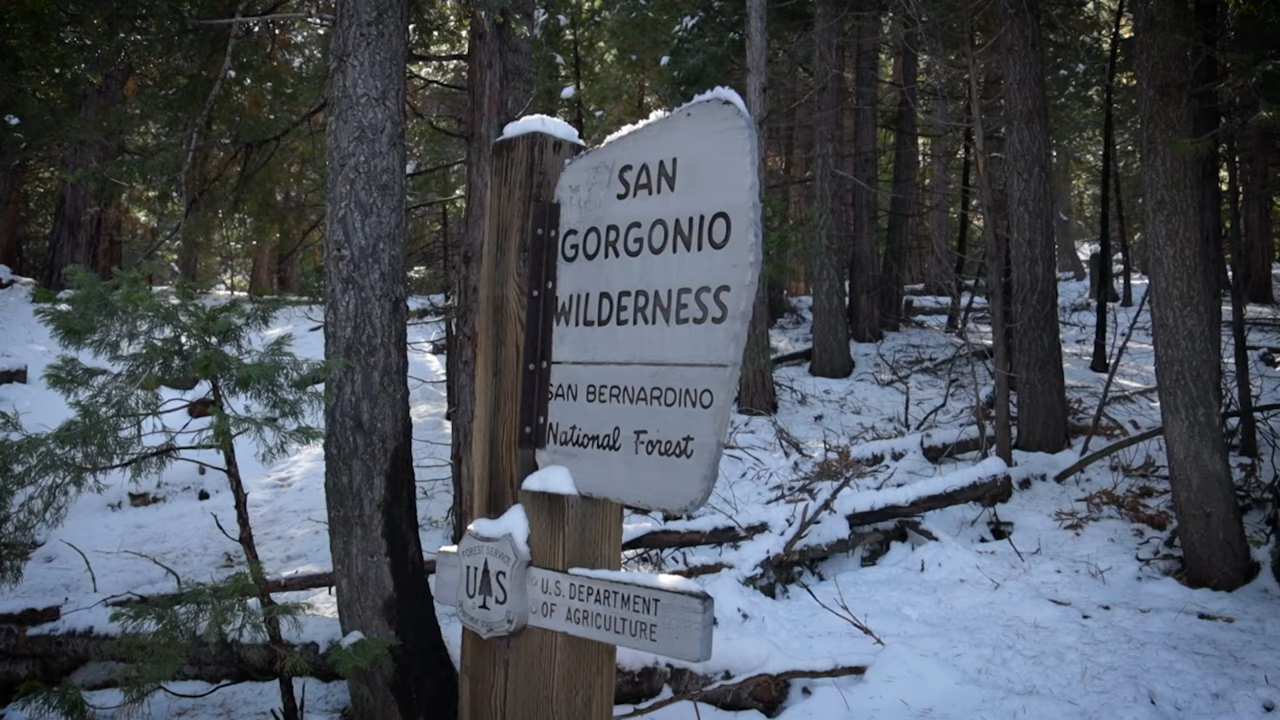 SAN
GORGONIO
WILDERNESS
SAN BERNARDINO
National Forest
FOREST SERVICE
U S
U.S. DEPARTMENT
OF AGRICULTURE